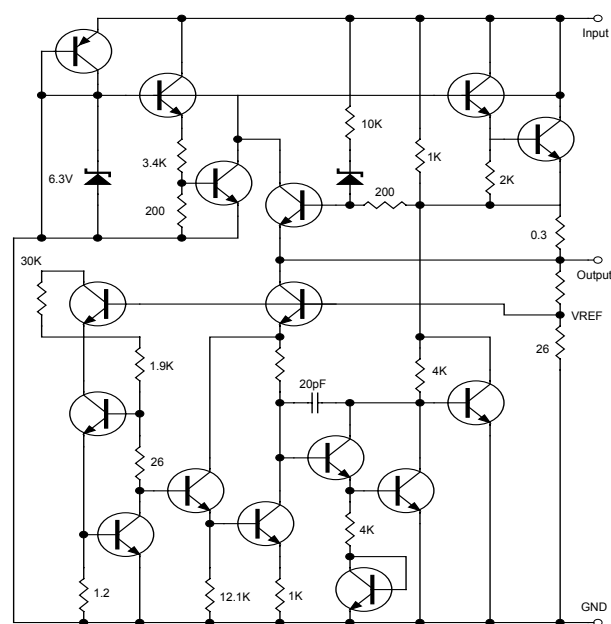 Input
10K
3.4K
1K
6.3V
2K
200
200
0.3
30K
Output
VREF
1.9K
26
20pF
4K
26
4K
1.2
12.1K
1K
GND